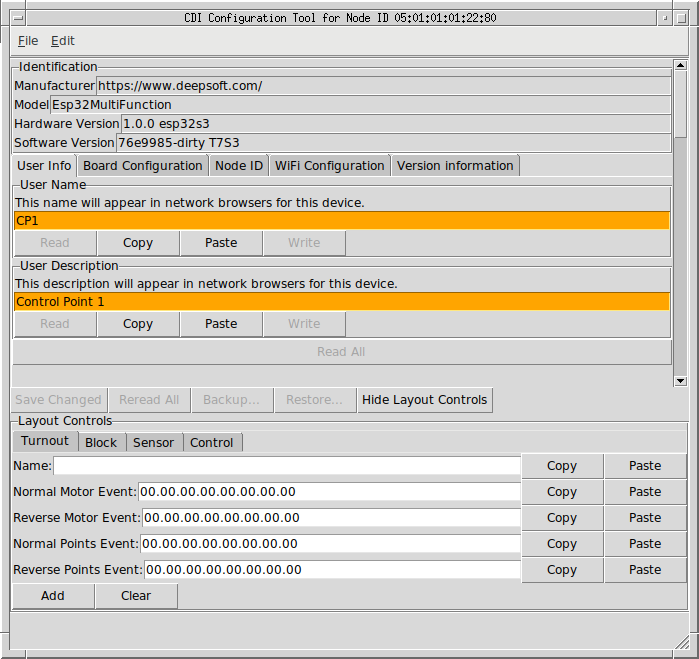 CDI Configuration Tool for Node ID 05:01:01:01:22:80
File Edit
Identification
Manufacturer https://www.deepsoft.com/
Model Esp32MultiFunction
Hardware Version 1.0.0 esp32s3
Software Version 76e9985-dirty T7S3
User Info Board Configuration Node ID WiFi Configuration Version information
User Name
This name will appear in network browsers for this device.
CP1
Read Copy Paste Write
User Description
This description will appear in network browsers for this device.
Control Point 1
Read Copy Paste Write
Read All
Save Changed Reread All Backup... Restore... Hide Layout Controls
Layout Controls
Turnout Block Sensor Control
Name: Copy Paste
Normal Motor Event: 00.00.00.00.00.00.00.00 Copy Paste
Reverse Motor Event: 00.00.00.00.00.00.00.00 Copy Paste
Normal Points Event: 00.00.00.00.00.00.00.00 Copy Paste
Reverse Points Event: 00.00.00.00.00.00.00.00 Copy Paste
Add Clear